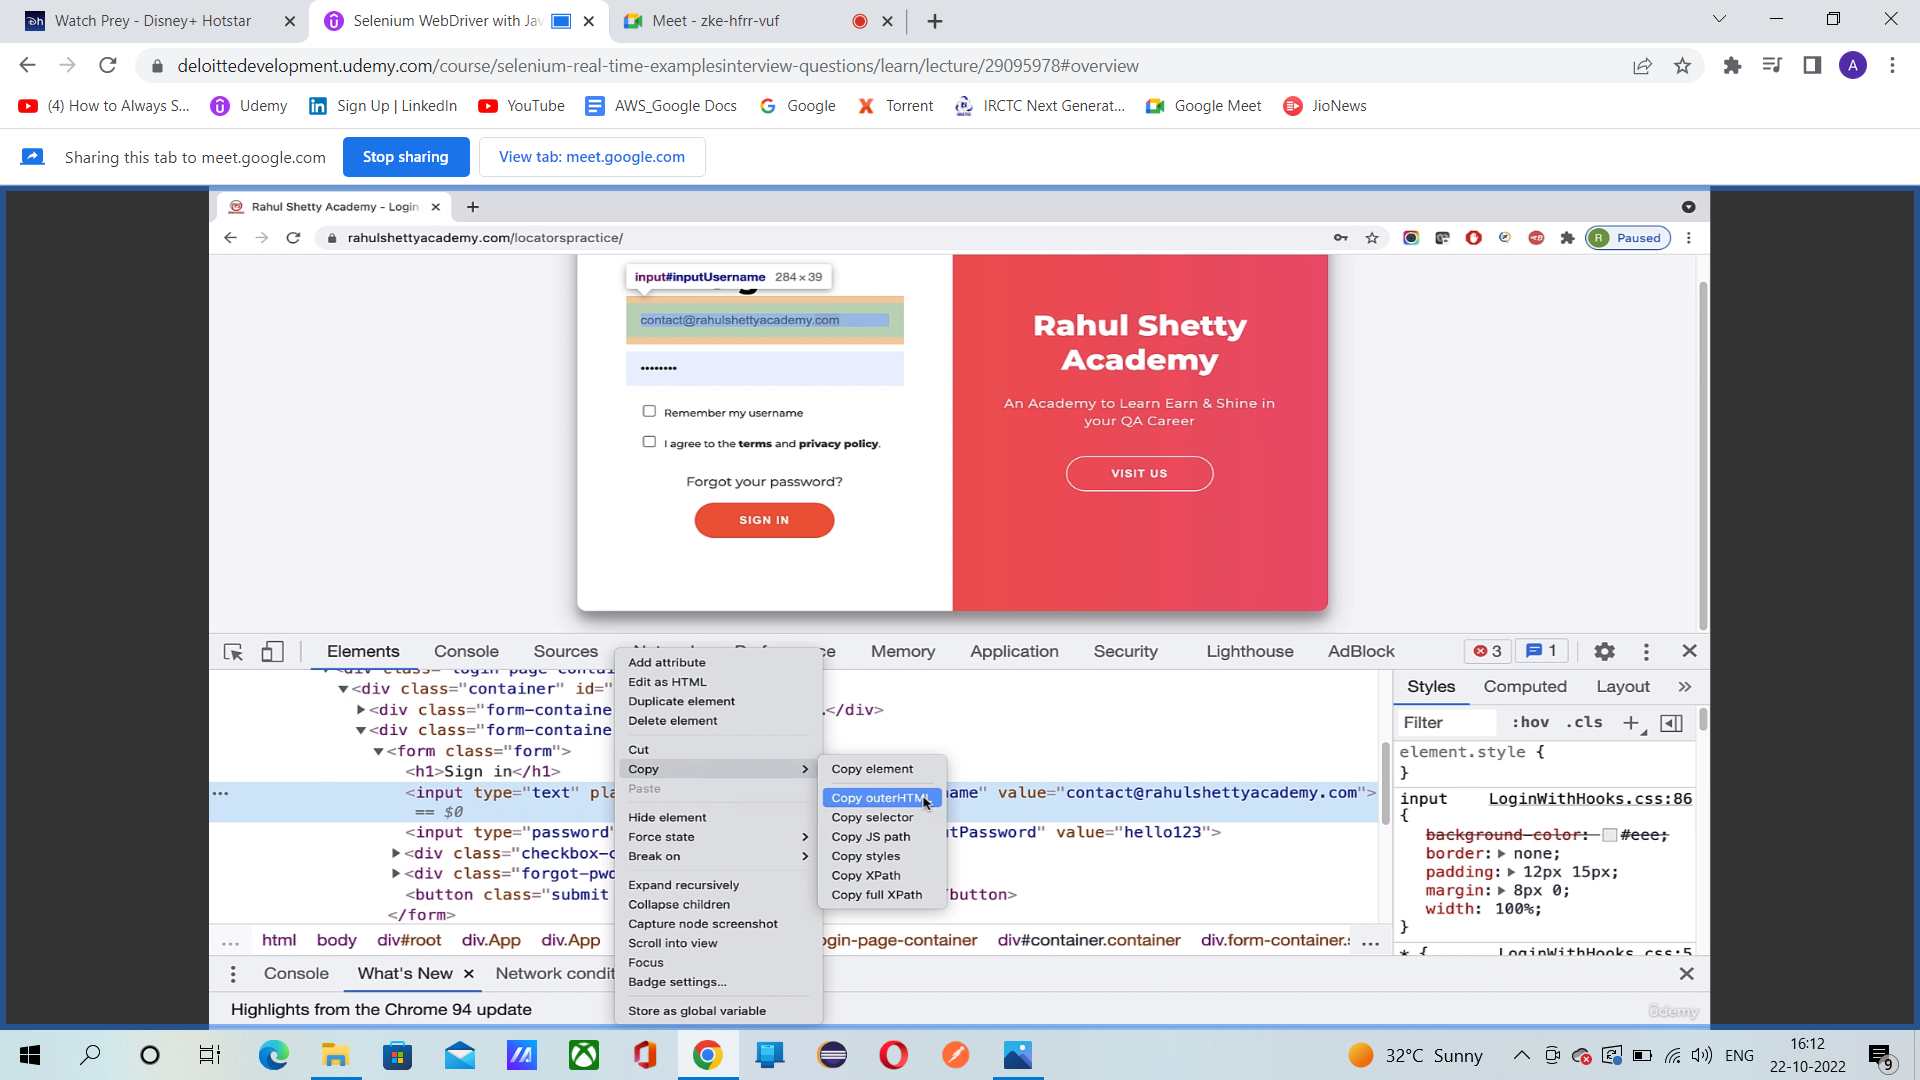 Watch Prey - Disney+ Hotstar
Selenium WebDriver with Jav
Meet - zke-hfrr-vuf
deloittedevelopment.udemy.com/course/selenium-real-time-examplesinterview-questions/learn/lecture/29095978#overview
A
(4) How to Always S...
Udemy
Sign Up | LinkedIn
YouTube
AWS_Google Docs
Google
Torrent
IRCTC Next Generat...
Google Meet
JioNews
Sharing this tab to meet.google.com
Stop sharing
View tab: meet.google.com
Rahul Shetty Academy - Login
rahulshettyacademy.com/locatorspractice/
R Paused
input#inputUsername 284 × 39
contact@rahulshettyacademy.com
Remember my username
I agree to the terms and privacy policy.
Forgot your password?
SIGN IN
Rahul Shetty
Academy
An Academy to Learn Earn & Shine in
your QA Career
VISIT US
Elements
Console
Sources
Memory
Application
Security
Lighthouse
AdBlock
3
1
<div class="container" id="
<div class="form-containe
</div>
<div class="form-containe
<form class="form">
<h1>Sign in</h1>
<input type="text" pla
name" value="contact@rahulshettyacademy.com">
== $0
<input type="password"
tPassword" value="hello123">
<div class="checkbox-c
<div class="forgot-pwd
<button class="submit
button>
</form>
Add attribute
Edit as HTML
Duplicate element
Delete element
Cut
Copy
Paste
Hide element
Force state
Break on
Expand recursively
Collapse children
Capture node screenshot
Scroll into view
Focus
Badge settings...
Store as global variable
Copy element
Copy outerHTML
Copy selector
Copy JS path
Copy styles
Copy XPath
Copy full XPath
Styles
Computed
Layout
Filter
:hov .cls
element.style {
}
input LoginWithHooks.css:86
{
background-color: #eee;
border: none;
padding: 12px 15px;
margin: 8px 0;
width: 100%;
}
* { LoginWithHooks.css:5
... html body div#root div.App div.App
ogin-page-container div#container.container div.form-container.s ...
Console
What's New
Network condit
Highlights from the Chrome 94 update
ûdemy
32°C Sunny
ENG
16:12
22-10-2022
9